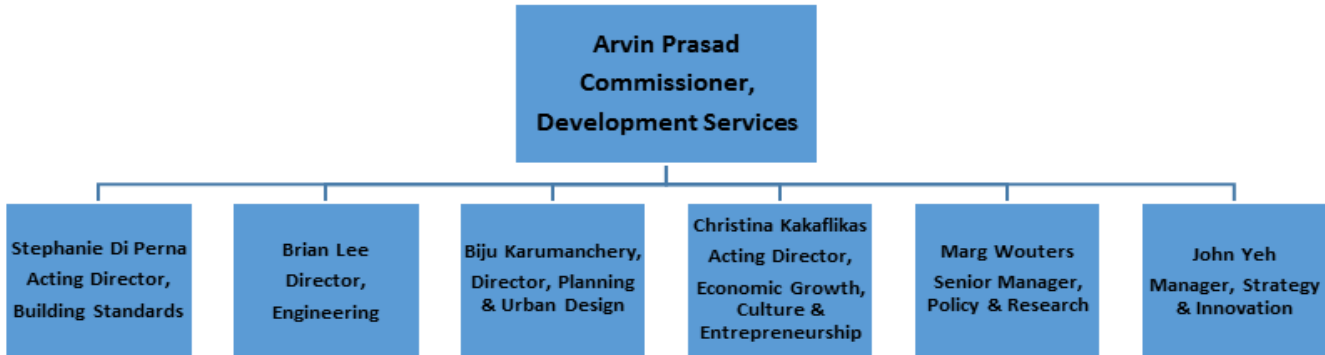 Arvin Prasad
Commissioner,
Development Services
Stephanie Di Perna
Acting Director,
Building Standards
Brian Lee
Director,
Engineering
Biju Karumanchery,
Director, Planning
& Urban Design
Christina Kakaflikas
Acting Director,
Economic Growth,
Culture &
Entrepreneurship
Marg Wouters
Senior Manager,
Policy & Research
John Yeh
Manager, Strategy
& Innovation